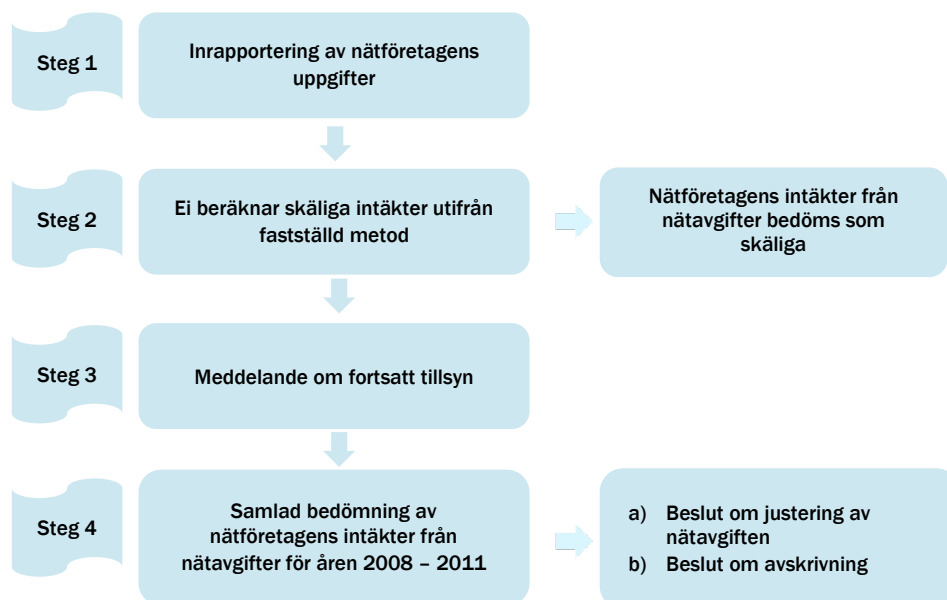 Steg 1
Inrapportering av nätföretagens
uppgifter
Steg 2
Ei beräknar skäliga intäkter utifrån
fastställd metod
Nätföretagens intäkter från
nätavgifter bedöms som
skäliga
Steg 3
Meddelande om fortsatt tillsyn
Steg 4
Samlad bedömning av
nätföretagens intäkter från
nätavgifter för åren 2008 – 2011
a) Beslut om justering av
nätavgiften
b) Beslut om avskrivning